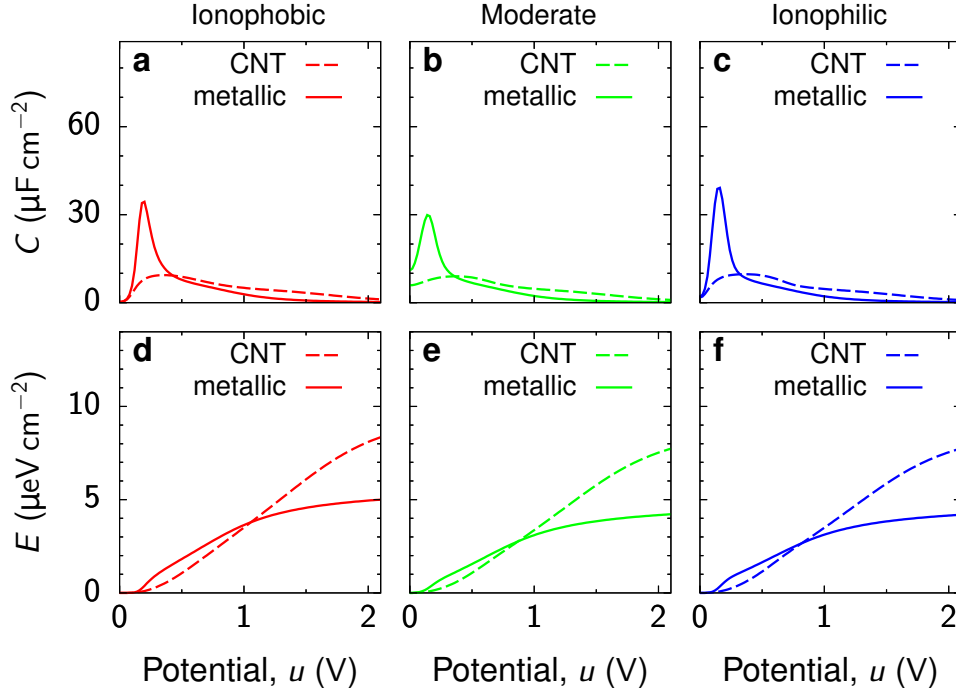 Ionophobic Moderate Ionophilic
a CNT b CNT c CNT
metallic metallic metallic
60
30
0
C (μF cm⁻²)
d CNT e CNT f CNT
metallic metallic metallic
10
5
0
E (μeV cm⁻²)
0 1 2 0 1 2 0 1 2
Potential, u (V) Potential, u (V) Potential, u (V)